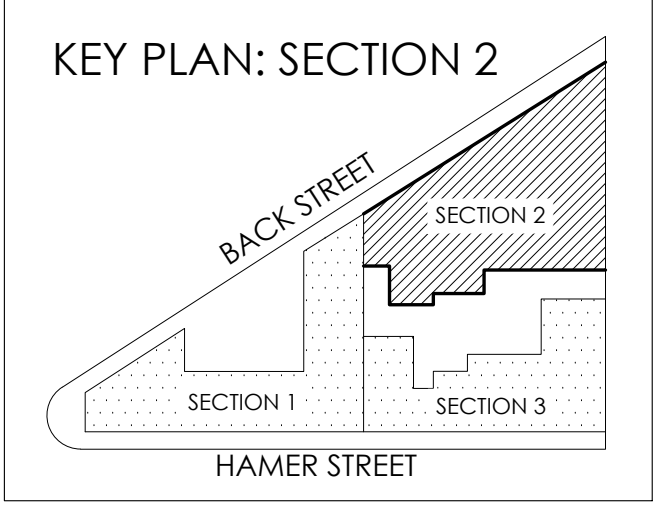 KEY PLAN: SECTION 2
BACK STREET
SECTION 2
SECTION 1
SECTION 3
HAMER STREET